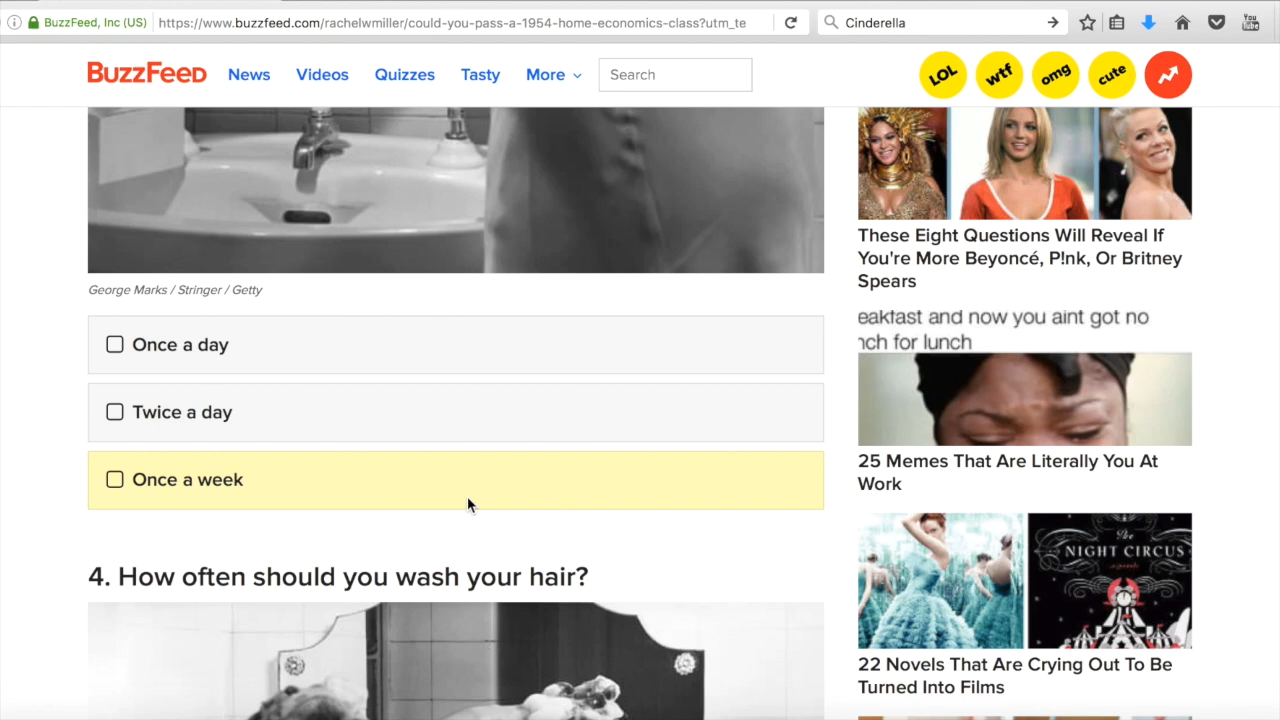 BuzzFeed, Inc (US)
https://www.buzzfeed.com/rachelwmiller/could-you-pass-a-1954-home-economics-class?utm_te
Cinderella
You
Tube
BuzzFeed
News
Videos
Quizzes
Tasty
More
Search
LOL
wtf
omg
cute
George Marks / Stringer / Getty
Once a day
Twice a day
Once a week
4. How often should you wash your hair?
These Eight Questions Will Reveal If
You're More Beyoncé, P!nk, Or Britney
Spears
eakfast and now you aint got no
nch for lunch
25 Memes That Are Literally You At
Work
The
NIGHT CIRCUS
22 Novels That Are Crying Out To Be
Turned Into Films